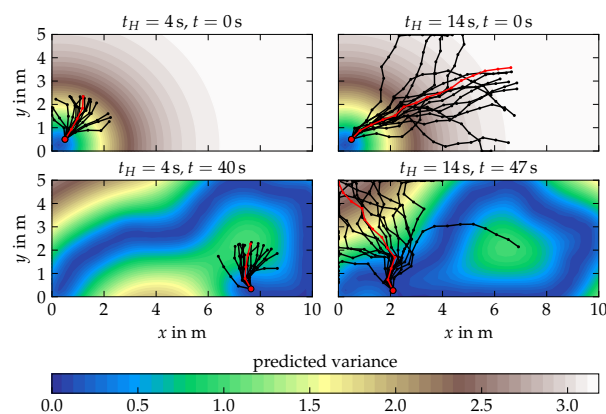 t_H = 4 s, t = 0 s
t_H = 14 s, t = 0 s
5
4
3
2
1
0
y in m
y in m
t_H = 4 s, t = 40 s
t_H = 14 s, t = 47 s
5
4
3
2
1
0
y in m
y in m
0 2 4 6 8 10
0 2 4 6 8 10
x in m
x in m
predicted variance
0.0 0.5 1.0 1.5 2.0 2.5 3.0